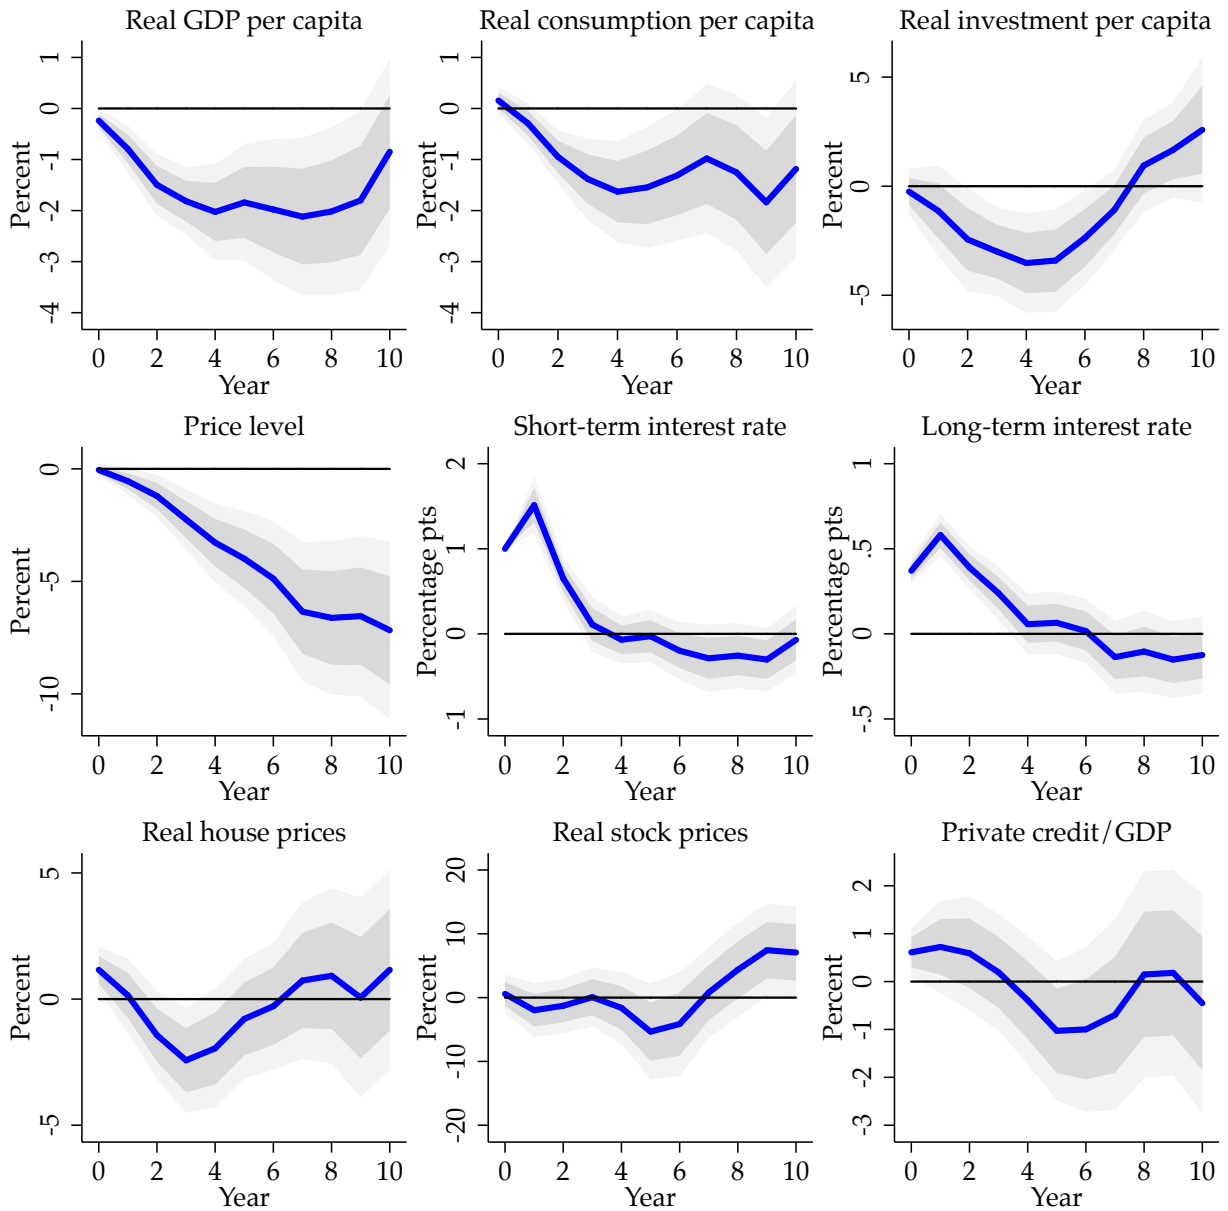 Real GDP per capita
Percent
1
0
-1
-2
-3
-4
0 2 4 6 8 10
Year
Real consumption per capita
Percent
1
0
-1
-2
-3
-4
0 2 4 6 8 10
Year
Real investment per capita
Percent
5
0
-5
0 2 4 6 8 10
Year
Price level
Percent
0
-5
-10
0 2 4 6 8 10
Year
Short-term interest rate
Percentage pts
2
1
0
-1
0 2 4 6 8 10
Year
Long-term interest rate
Percentage pts
1
.5
0
-.5
0 2 4 6 8 10
Year
Real house prices
Percent
5
0
-5
0 2 4 6 8 10
Year
Real stock prices
Percent
20
10
0
-10
-20
0 2 4 6 8 10
Year
Private credit/GDP
Percent
2
1
0
-1
-2
-3
0 2 4 6 8 10
Year